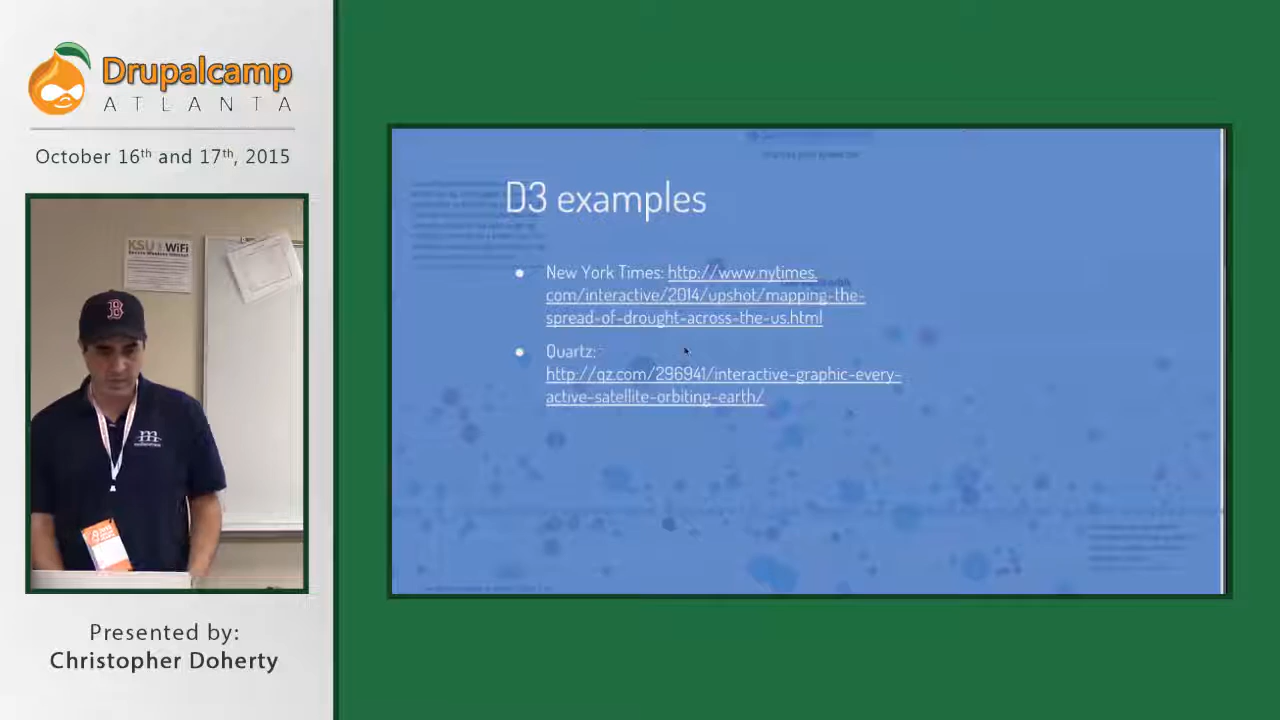 Drupalcamp
ATLANTA
October 16th and 17th, 2015
KSU WiFi
B
m
Presented by:
Christopher Doherty
D3 examples
● New York Times: http://www.nytimes.
com/interactive/2014/upshot/mapping-the-
spread-of-drought-across-the-us.html
● Quartz:
http://qz.com/296941/interactive-graphic-every-
active-satellite-orbiting-earth/